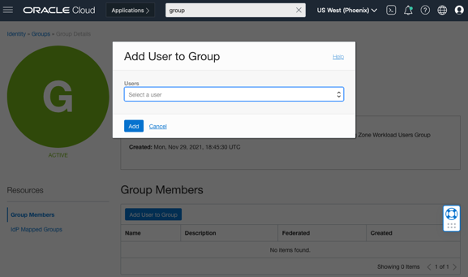 ORACLE Cloud
Applications >
group
US West (Phoenix)
Identity » Groups » Group Details
Add User to Group
Help
Users
Select a user
Add
Cancel
G
ACTIVE
Zone Workload Users Group
Created: Mon, Nov 29, 2021, 18:45:30 UTC
Resources
Group Members
IdP Mapped Groups
Group Members
Add User to Group
Name
Description
Federated
Created
No items found.
Showing 0 items
< 1 of 1 >